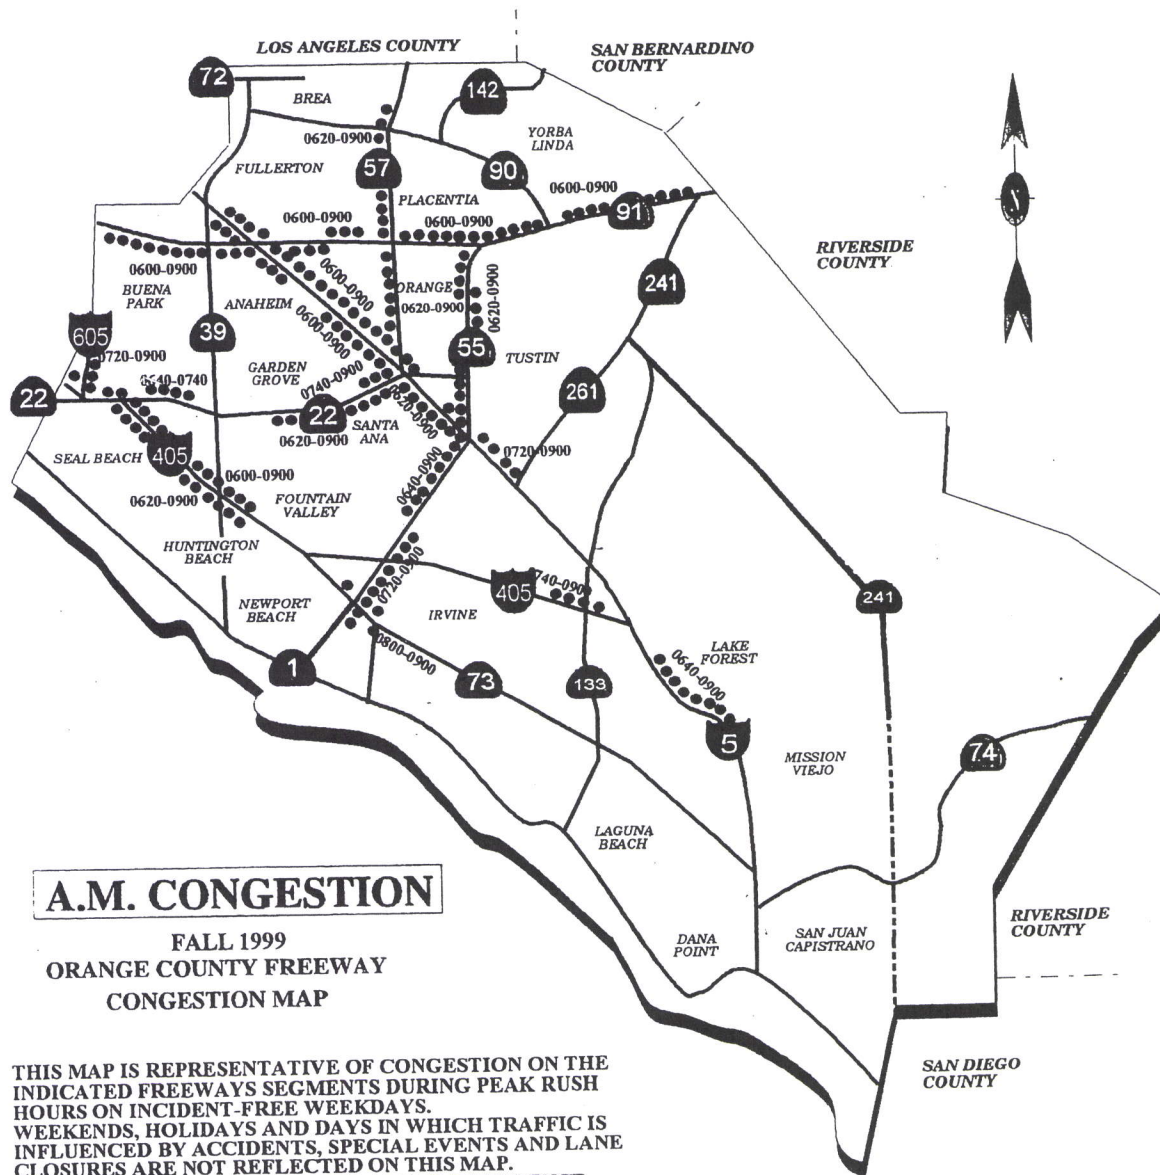 LOS ANGELES COUNTY
SAN BERNARDINO
COUNTY
72
142
BREA
0620-0900
YORBA
LINDA
FULLERTON
57
90
PLACENTIA
0600-0900
0600-0900
0600-0900
91
N
RIVERSIDE
COUNTY
0600-0900
BUENA
PARK
ANAHEIM
0600-0900
0600-0900
ORANGE
0620-0900
0620-0900
241
605
39
55
TUSTIN
0720-0900
0640-0740
GARDEN
GROVE
0740-0900
0620-0900
22
22
261
SANTA
ANA
0620-0900
0720-0900
SEAL BEACH
405
0600-0900
0620-0900
FOUNTAIN
VALLEY
0640-0900
HUNTINGTON
BEACH
0720-0900
405
0740-090
241
NEWPORT
BEACH
IRVINE
0800-0900
LAKE
FOREST
0640-0900
1
73
133
5
MISSION
VIEJO
74
LAGUNA
BEACH
DANA
POINT
SAN JUAN
CAPISTRANO
RIVERSIDE
COUNTY
SAN DIEGO
COUNTY
A.M. CONGESTION
FALL 1999
ORANGE COUNTY FREEWAY
CONGESTION MAP
THIS MAP IS REPRESENTATIVE OF CONGESTION ON THE
INDICATED FREEWAYS SEGMENTS DURING PEAK RUSH
HOURS ON INCIDENT-FREE WEEKDAYS.
WEEKENDS, HOLIDAYS AND DAYS IN WHICH TRAFFIC IS
INFLUENCED BY ACCIDENTS, SPECIAL EVENTS AND LANE
CLOSURES ARE NOT REFLECTED ON THIS MAP.